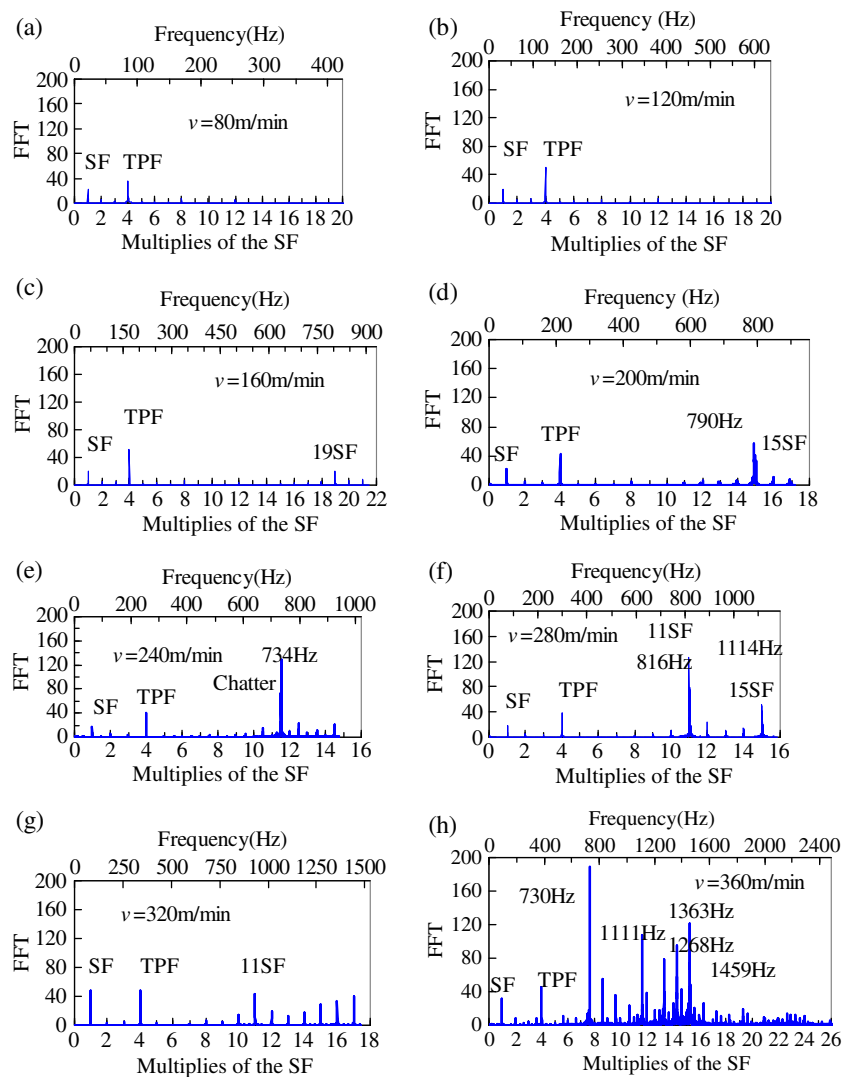 (a)
Frequency(Hz)
0 100 200 300 400
200
160
120
80
40
0
FFT
v=80m/min
SF TPF
0 2 4 6 8 10 12 14 16 18 20
Multiplies of the SF
(b)
Frequency (Hz)
0 100 200 300 400 500 600
200
160
120
80
40
0
FFT
v=120m/min
SF TPF
0 2 4 6 8 10 12 14 16 18 20
Multiplies of the SF
(c)
Frequency(Hz)
0 150 300 450 600 750 900
200
160
120
80
40
0
FFT
v=160m/min
TPF
SF
19SF
0 2 4 6 8 10 12 14 16 18 20 22
Multiplies of the SF
(d)
Frequency (Hz)
0 200 400 600 800
200
160
120
80
40
0
FFT
v=200m/min
790Hz
TPF 15SF
SF
0 2 4 6 8 10 12 14 16 18
Multiplies of the SF
(e)
Frequency(Hz)
0 200 400 600 800 1000
200
160
120
80
40
0
FFT
v=240m/min 734Hz
Chatter
SF TPF
0 2 4 6 8 10 12 14 16
Multiplies of the SF
(f)
Frequency(Hz)
0 200 400 600 800 1000
200
160
120
80
40
0
FFT
v=280m/min
11SF
1114Hz
816Hz
SF TPF 15SF
0 2 4 6 8 10 12 14 16
Multiplies of the SF
(g)
Frequency(Hz)
0 250 500 750 1000 1250 1500
200
160
120
80
40
0
FFT
v=320m/min
SF TPF 11SF
0 2 4 6 8 10 12 14 16 18
Multiplies of the SF
(h)
Frequency(Hz)
0 400 800 1200 1600 2000 2400
200
160
120
80
40
0
FFT
v=360m/min
730Hz
1363Hz
1111Hz
1268Hz
1459Hz
SF TPF
0 2 4 6 8 10 12 14 16 18 20 22 24 26
Multiplies of the SF